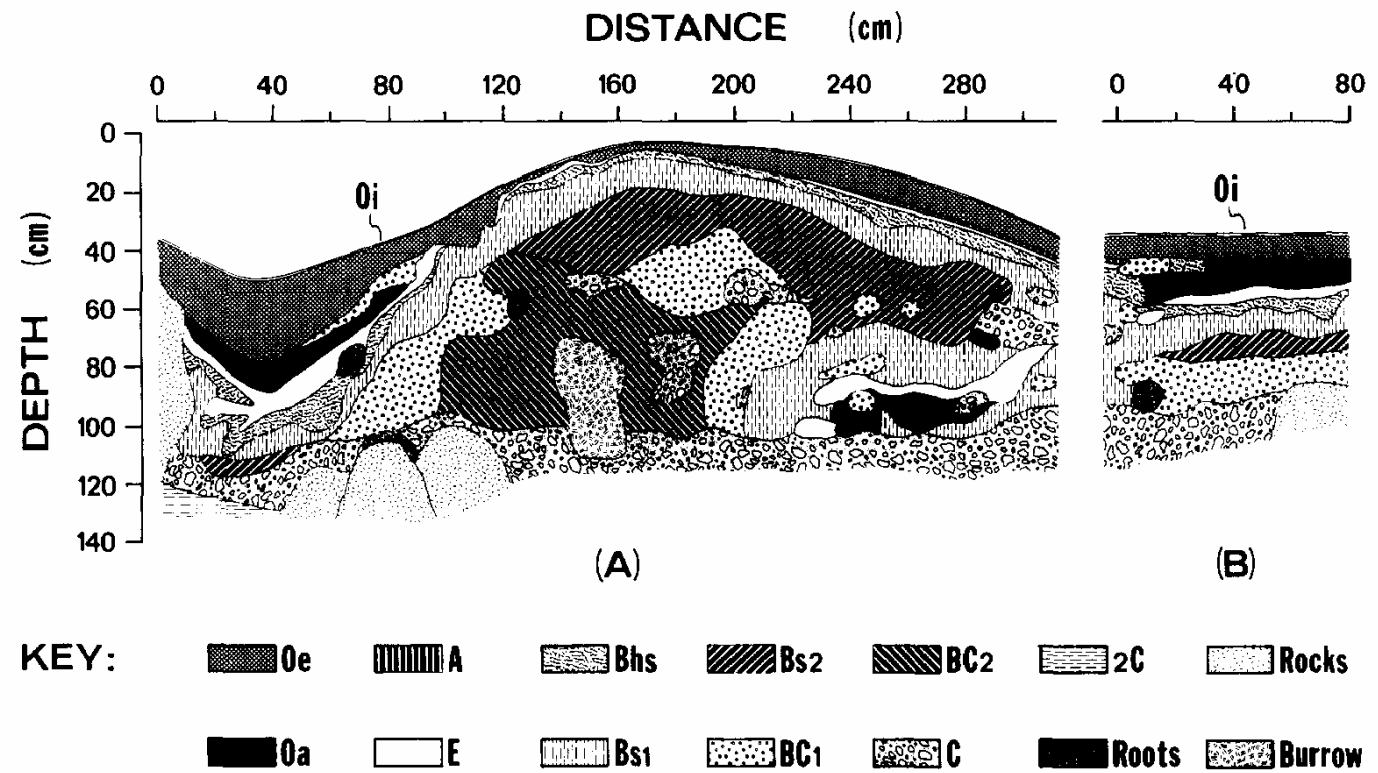 DISTANCE (cm)
0 40 80 120 160 200 240 280 0 40 80
0
20
40
60
80
100
120
140
DEPTH (cm)
Oi
Oi
(A) (B)
KEY: Oe A Bhs Bs2 BC2 2C Rocks
Oa E Bs1 BC1 C Roots Burrow